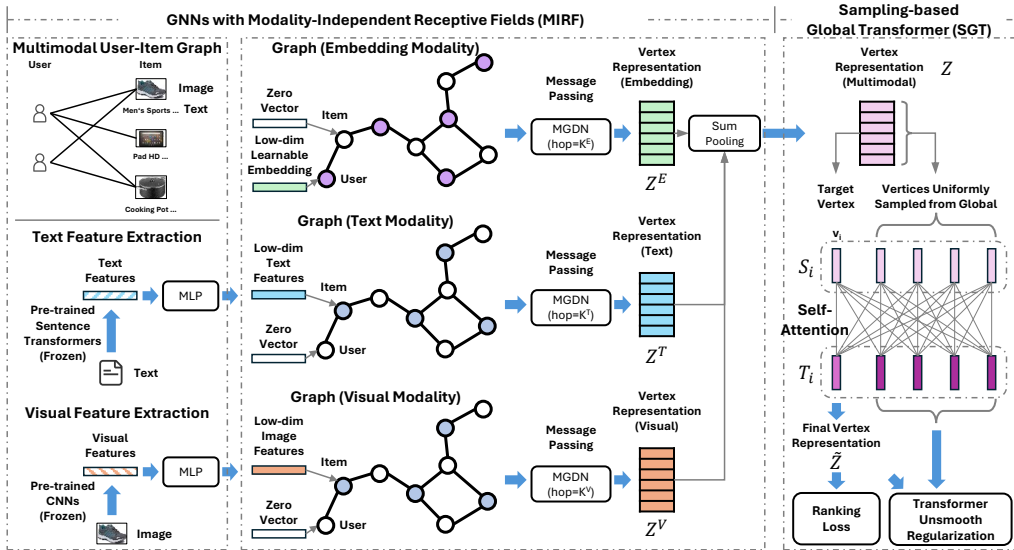 GNNs with Modality-Independent Receptive Fields (MIRF)
Sampling-based
Global Transformer (SGT)
Multimodal User-Item Graph
User
Item
Image
Men's Sports ...
Text
Pad HD ...
Cooking Pot ...
Text Feature Extraction
Text
Features
MLP
Pre-trained
Sentence
Transformers
(Frozen)
Text
Visual Feature Extraction
Visual
Features
MLP
Pre-trained
CNNs
(Frozen)
Image
Graph (Embedding Modality)
Zero
Vector
Item
Low-dim
Learnable
Embedding
User
Message
Passing
MGDN
(hop=K^E)
Vertex
Representation
(Embedding)
Z^E
Sum
Pooling
Graph (Text Modality)
Low-dim
Text
Features
Item
Zero
Vector
User
Message
Passing
MGDN
(hop=K^T)
Vertex
Representation
(Text)
Z^T
Graph (Visual Modality)
Low-dim
Image
Features
Item
Zero
Vector
User
Message
Passing
MGDN
(hop=K^V)
Vertex
Representation
(Visual)
Z^V
Vertex
Representation
(Multimodal)
Z
Target
Vertex
Vertices Uniformly
Sampled from Global
v_i
S_i
Self-
Attention
T_i
Final Vertex
Representation
Z̃
Ranking
Loss
Transformer
Unsmooth
Regularization